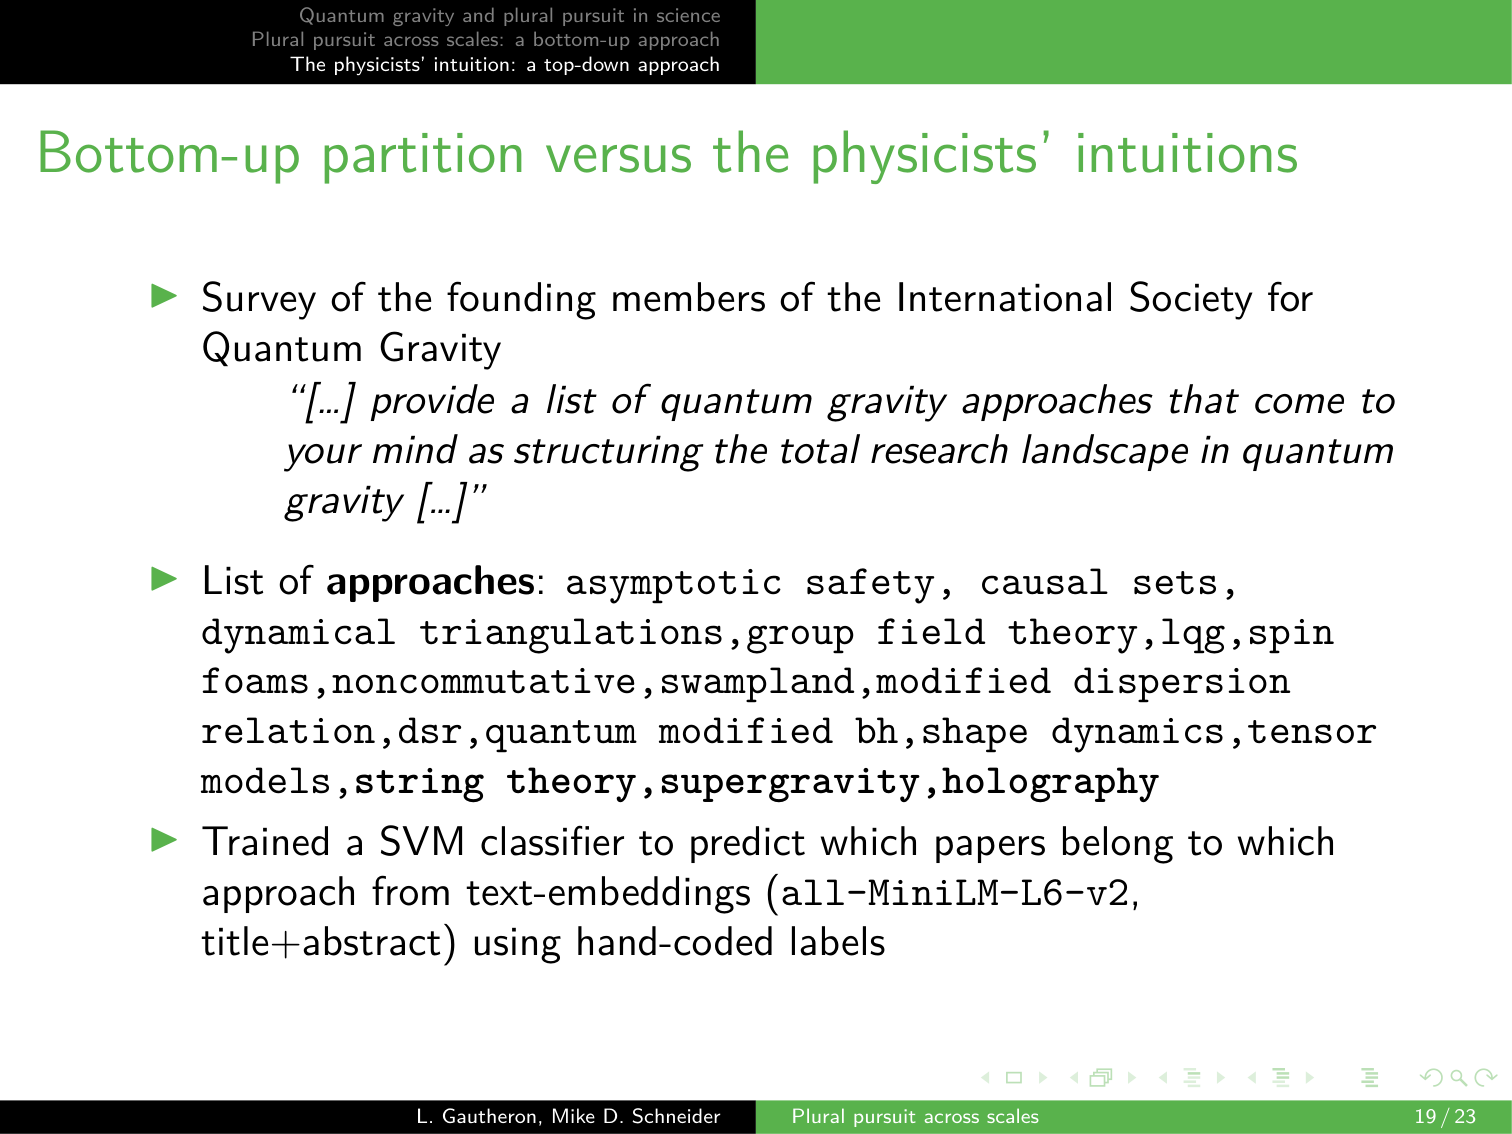 Quantum gravity and plural pursuit in science
Plural pursuit across scales: a bottom-up approach
The physicists' intuition: a top-down approach
Bottom-up partition versus the physicists' intuitions
Survey of the founding members of the International Society for
Quantum Gravity
“[...] provide a list of quantum gravity approaches that come to
your mind as structuring the total research landscape in quantum
gravity [...]”
List of approaches: asymptotic safety, causal sets,
dynamical triangulations,group field theory,lqg,spin
foams,noncommutative,swampland,modified dispersion
relation,dsr,quantum modified bh,shape dynamics,tensor
models,string theory,supergravity,holography
Trained a SVM classifier to predict which papers belong to which
approach from text-embeddings (all-MiniLM-L6-v2,
title+abstract) using hand-coded labels
L. Gautheron, Mike D. Schneider
Plural pursuit across scales
19 / 23